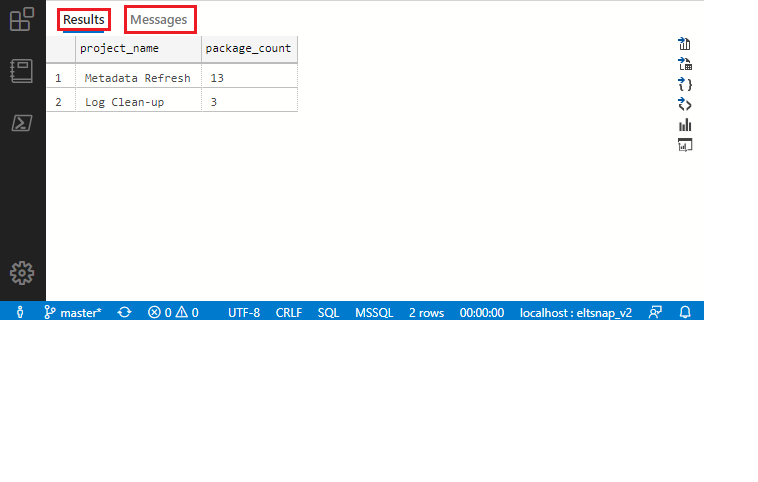 Results Messages
project_name package_count
1 Metadata Refresh 13
2 Log Clean-up 3
master* 0 0 UTF-8 CRLF SQL MSSQL 2 rows 00:00:00 localhost : eltsnap_v2